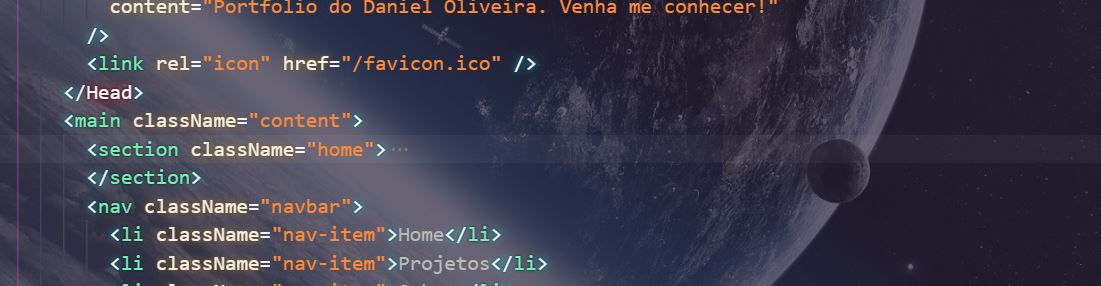 content="Portfolio do Daniel Oliveira. Venha me conhecer!"
/>
<link rel="icon" href="/favicon.ico" />
</Head>
<main className="content">
<section className="home">···
</section>
<nav className="navbar">
<li className="nav-item">Home</li>
<li className="nav-item">Projetos</li>